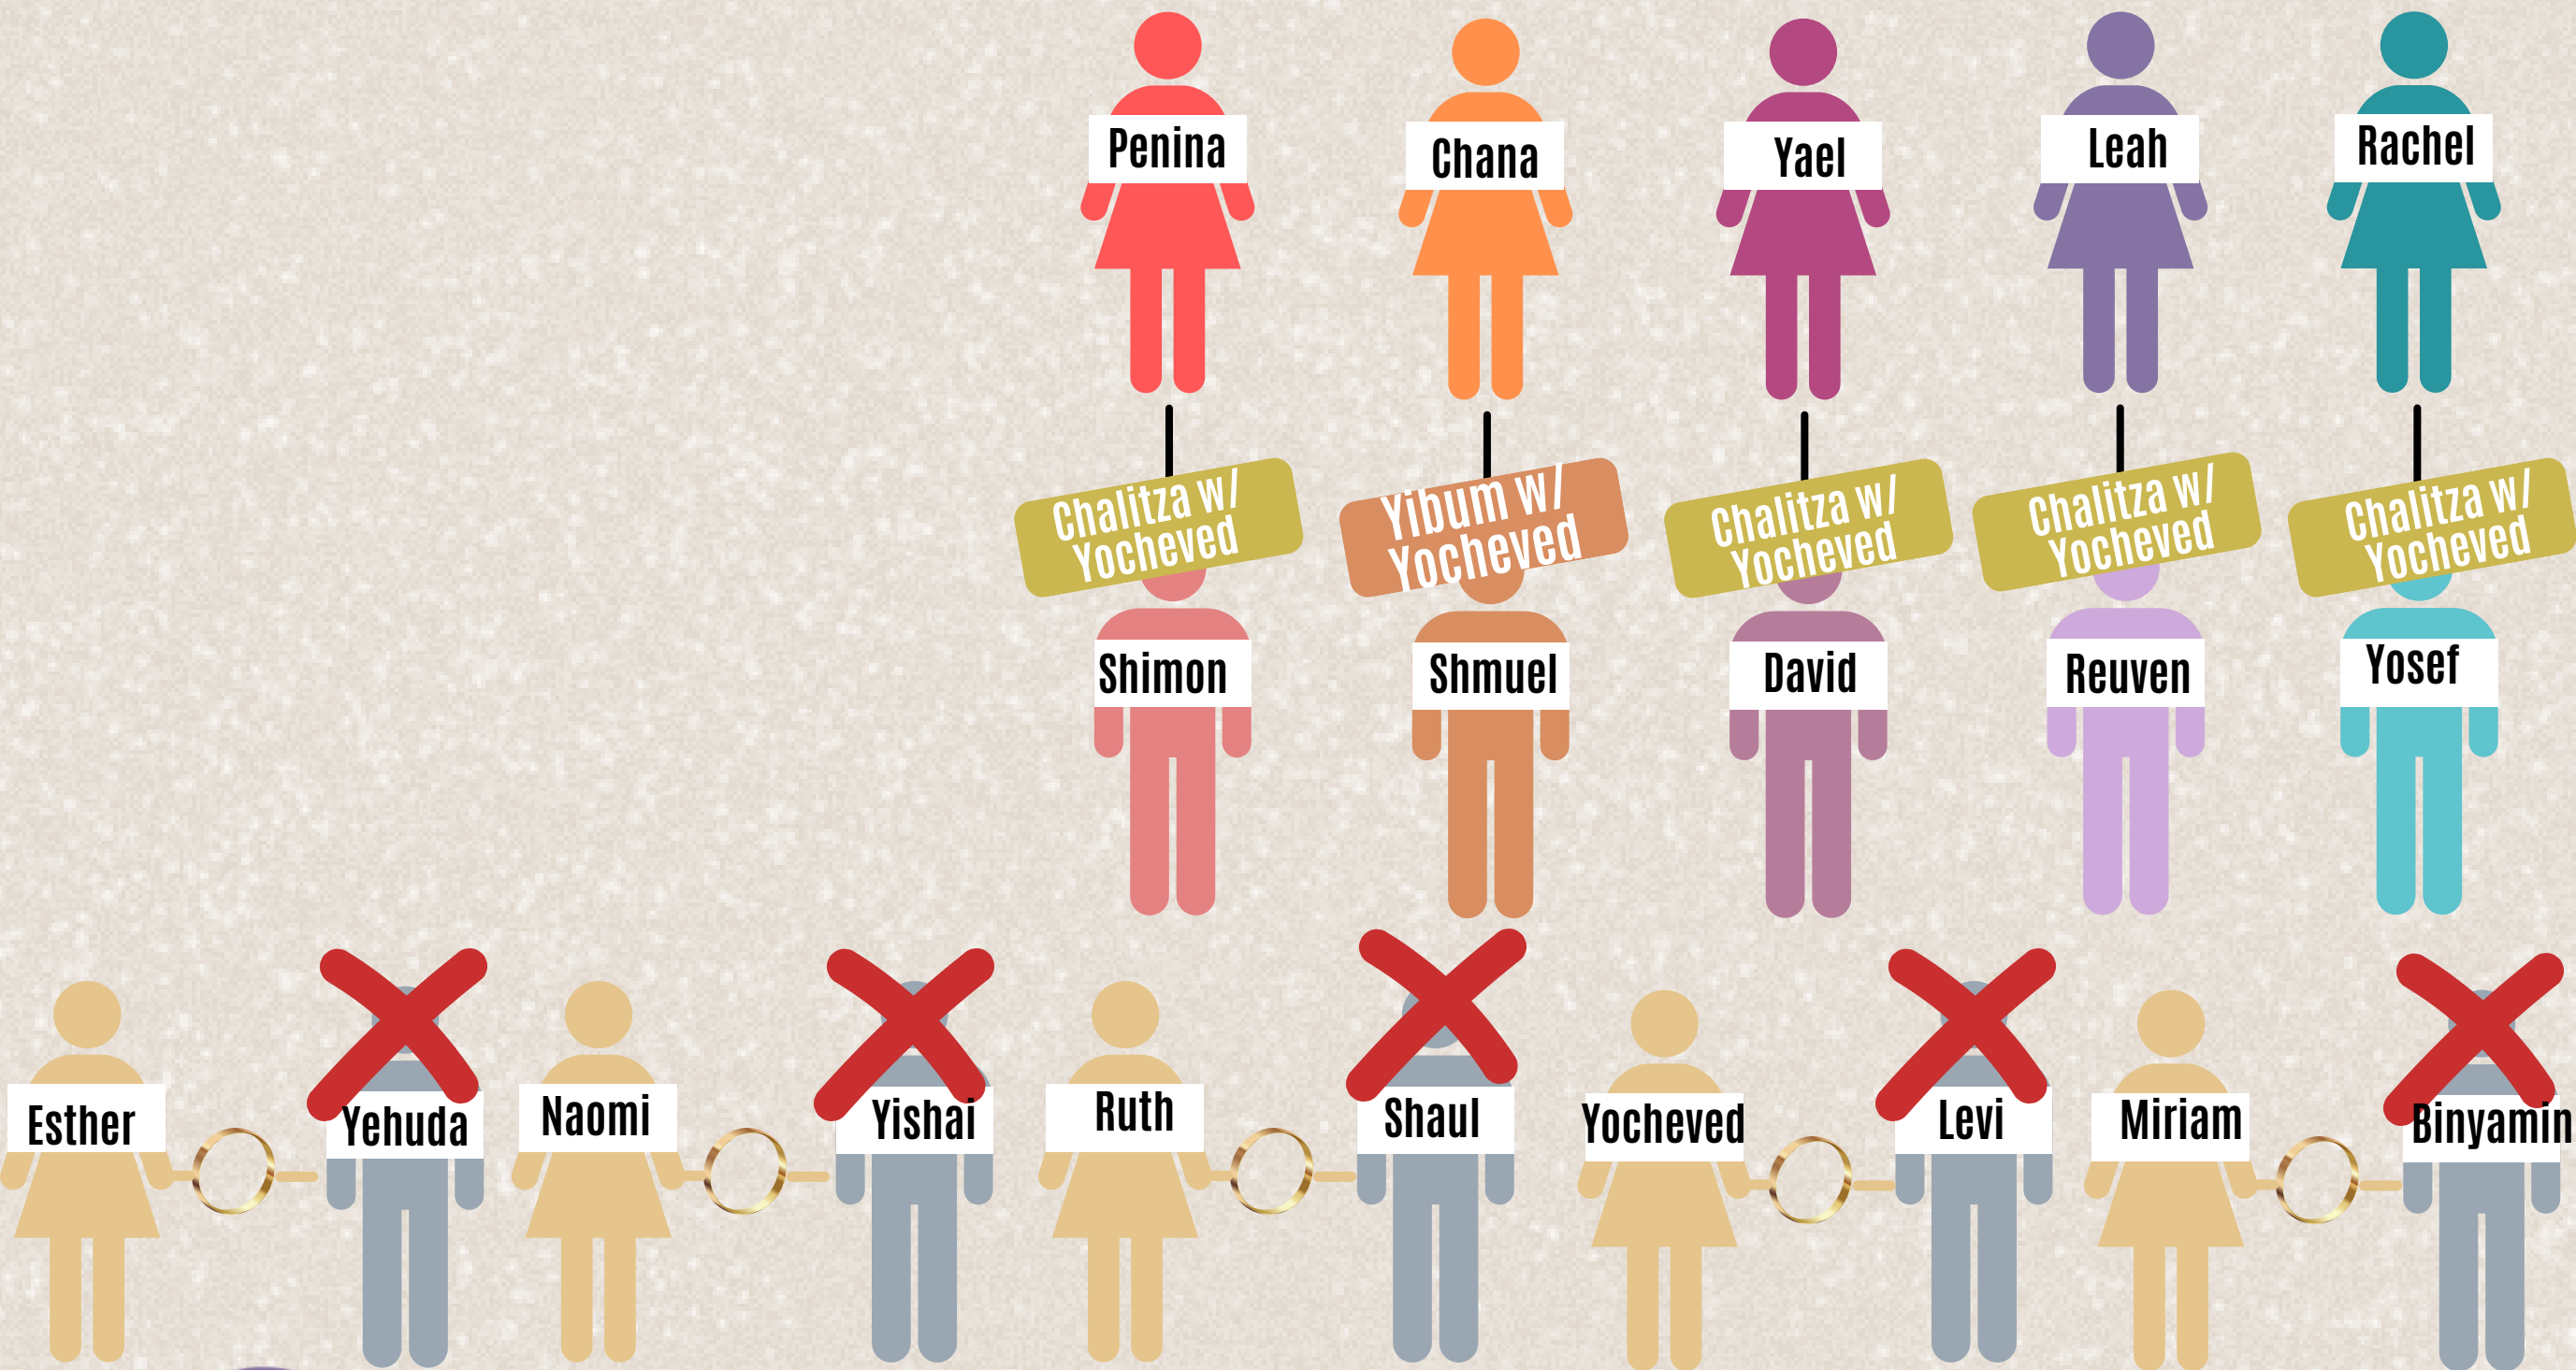 Penina
Chana
Yael
Leah
Rachel
Chalitza w/
Yocheved
Yibum w/
Yocheved
Chalitza w/
Yocheved
Chalitza w/
Yocheved
Chalitza w/
Yocheved
Shimon
Shmuel
David
Reuven
Yosef
Esther
Yehuda
Naomi
Yishai
Ruth
Shaul
Yocheved
Levi
Miriam
Binyamin